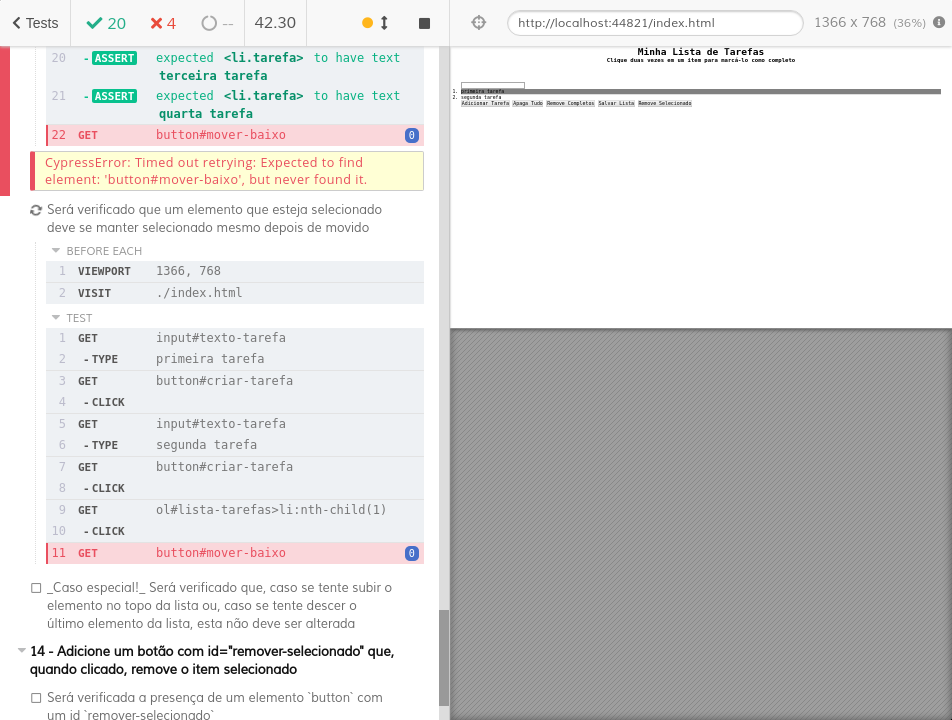 Tests 20 4 -- 42.30 http://localhost:44821/index.html 1366 x 768 (36%)
20 - ASSERT expected <li.tarefa> to have text
terceira tarefa
21 - ASSERT expected <li.tarefa> to have text
quarta tarefa
22 GET button#mover-baixo 0
CypressError: Timed out retrying: Expected to find
element: 'button#mover-baixo', but never found it.
Será verificado que um elemento que esteja selecionado
deve se manter selecionado mesmo depois de movido
BEFORE EACH
1 VIEWPORT 1366, 768
2 VISIT ./index.html
TEST
1 GET input#texto-tarefa
2 - TYPE primeira tarefa
3 GET button#criar-tarefa
4 - CLICK
5 GET input#texto-tarefa
6 - TYPE segunda tarefa
7 GET button#criar-tarefa
8 - CLICK
9 GET ol#lista-tarefas>li:nth-child(1)
10 - CLICK
11 GET button#mover-baixo 0
_Caso especial!_ Será verificado que, caso se tente subir o
elemento no topo da lista ou, caso se tente descer o
último elemento da lista, esta não deve ser alterada
14 - Adicione um botão com id="remover-selecionado" que,
quando clicado, remove o item selecionado
Será verificada a presença de um elemento `button` com
um id `remover-selecionado`
Minha Lista de Tarefas
Clique duas vezes em um item para marcá-lo como completo
1. primeira tarefa
2. segunda tarefa
Adicionar Tarefa Apaga Tudo Remove Completos Salvar Lista Remove Selecionado